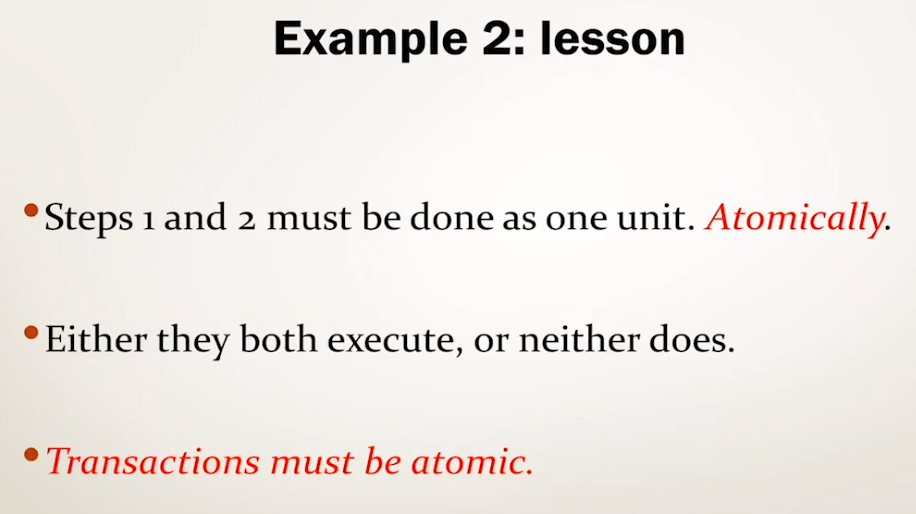 Example 2: lesson
•Steps 1 and 2 must be done as one unit. Atomically.
•Either they both execute, or neither does.
•Transactions must be atomic.